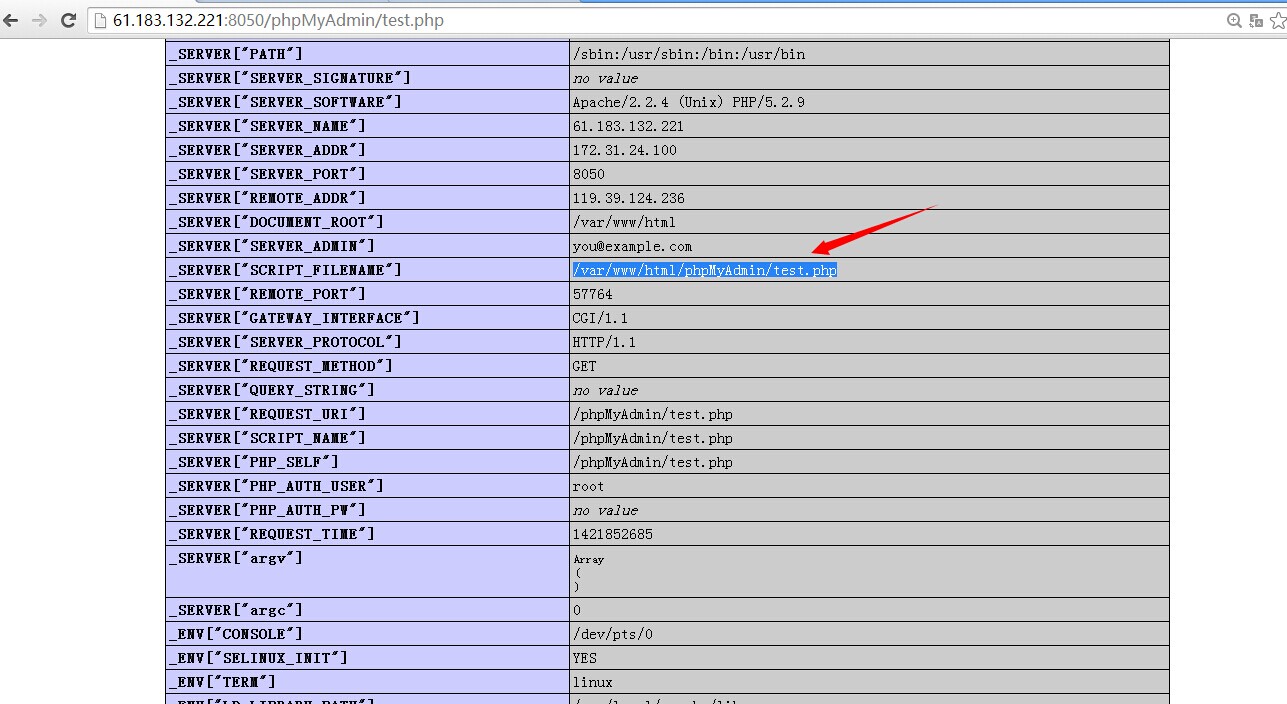 61.183.132.221:8050/phpMyAdmin/test.php
_SERVER["PATH"] /sbin:/usr/sbin:/bin:/usr/bin
_SERVER["SERVER_SIGNATURE"] no value
_SERVER["SERVER_SOFTWARE"] Apache/2.2.4 (Unix) PHP/5.2.9
_SERVER["SERVER_NAME"] 61.183.132.221
_SERVER["SERVER_ADDR"] 172.31.24.100
_SERVER["SERVER_PORT"] 8050
_SERVER["REMOTE_ADDR"] 119.39.124.236
_SERVER["DOCUMENT_ROOT"] /var/www/html
_SERVER["SERVER_ADMIN"] you@example.com
_SERVER["SCRIPT_FILENAME"] /var/www/html/phpMyAdmin/test.php
_SERVER["REMOTE_PORT"] 57764
_SERVER["GATEWAY_INTERFACE"] CGI/1.1
_SERVER["SERVER_PROTOCOL"] HTTP/1.1
_SERVER["REQUEST_METHOD"] GET
_SERVER["QUERY_STRING"] no value
_SERVER["REQUEST_URI"] /phpMyAdmin/test.php
_SERVER["SCRIPT_NAME"] /phpMyAdmin/test.php
_SERVER["PHP_SELF"] /phpMyAdmin/test.php
_SERVER["PHP_AUTH_USER"] root
_SERVER["PHP_AUTH_PW"] no value
_SERVER["REQUEST_TIME"] 1421852685
_SERVER["argv"] Array
(
)
_SERVER["argc"] 0
_ENV["CONSOLE"] /dev/pts/0
_ENV["SELINUX_INIT"] YES
_ENV["TERM"] linux